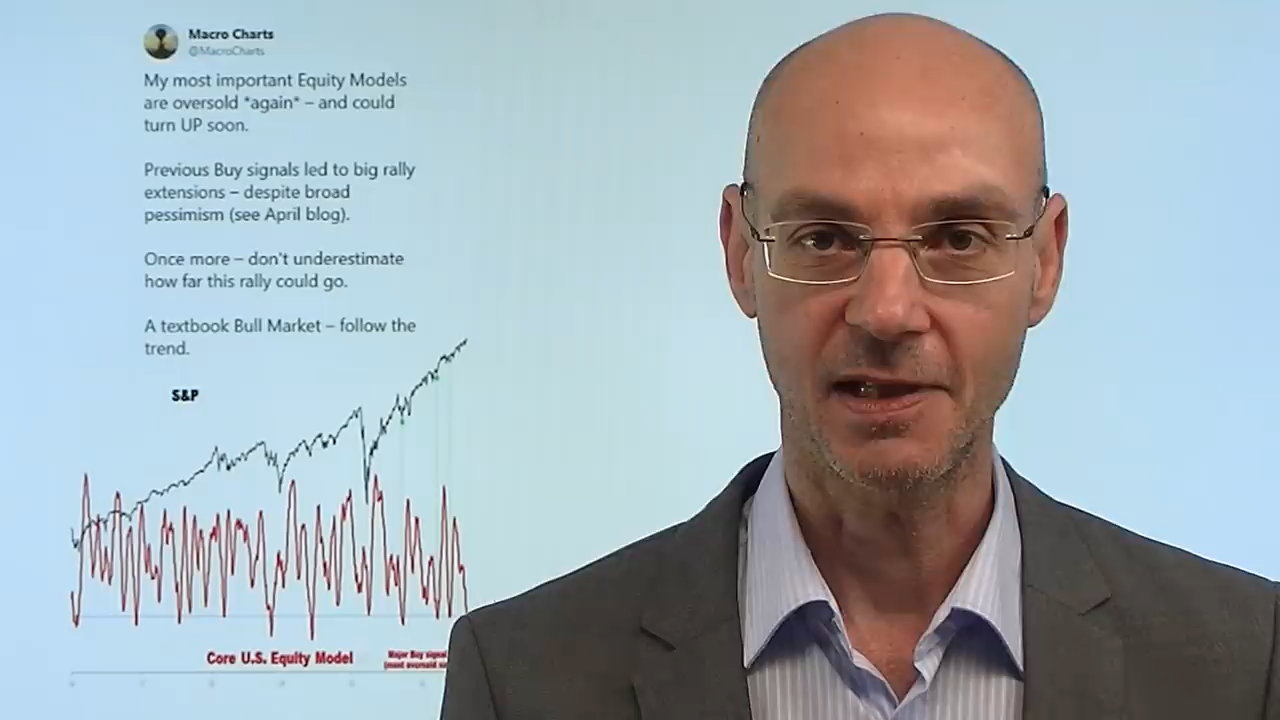 Macro Charts
@MacroCharts
My most important Equity Models
are oversold *again* – and could
turn UP soon.
Previous Buy signals led to big rally
extensions – despite broad
pessimism (see April blog).
Once more – don't underestimate
how far this rally could go.
A textbook Bull Market – follow the
trend.
S&P
Core U.S. Equity Model
Major Buy signal
(most oversold